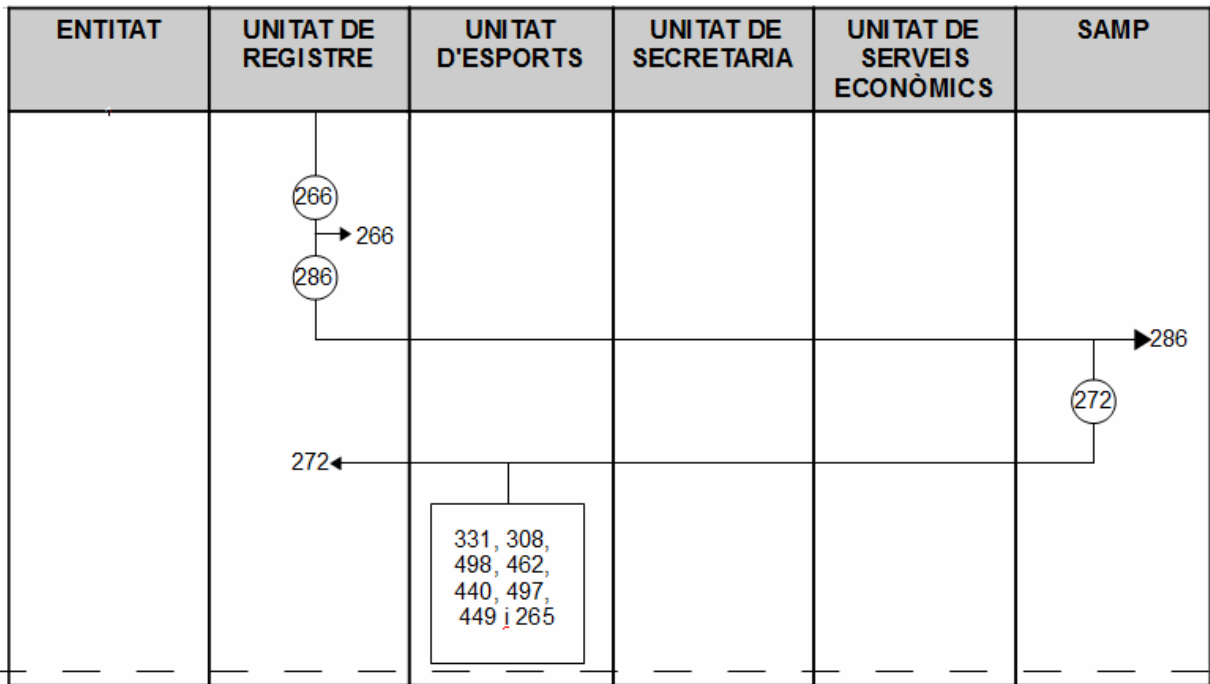 ENTITAT
UNITAT DE
REGISTRE
UNITAT
D'ESPORTS
UNITAT DE
SECRETARIA
UNITAT DE
SERVEIS
ECONÒMICS
SAMP
266
266
286
286
272
272
331, 308,
498, 462,
440, 497,
449 i 265